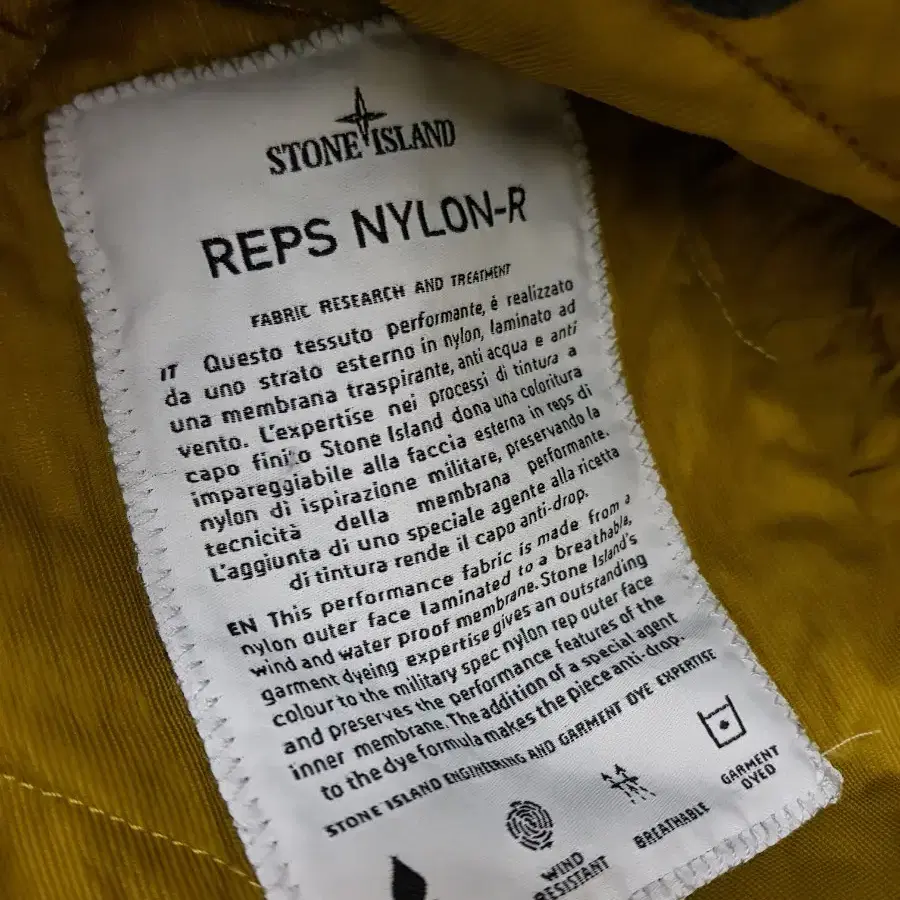 STONE ISLAND
REPS NYLON-R
FABRIC RESEARCH AND TREATMENT
IT Questo tessuto performante, è realizzato
da uno strato esterno in nylon, laminato ad
una membrana traspirante, anti acqua e anti
vento. L'expertise nei processi di tintura a
capo finito Stone Island dona una coloritura
impareggiabile alla faccia esterna in reps di
nylon di ispirazione militare, preservando la
tecnicità della membrana performante.
L'aggiunta di uno speciale agente alla ricetta
di tintura rende il capo anti-drop.
EN This performance fabric is made from a
nylon outer face laminated to a breathable,
wind and water proof membrane. Stone Island's
garment dyeing expertise gives an outstanding
colour to the military spec nylon rep outer face
and preserves the performance features of the
inner membrane. The addition of a special agent
to the dye formula makes the piece anti-drop.
STONE ISLAND ENGINEERING AND GARMENT DYE EXPERTISE
WIND
RESISTANT
BREATHABLE
GARMENT
DYED